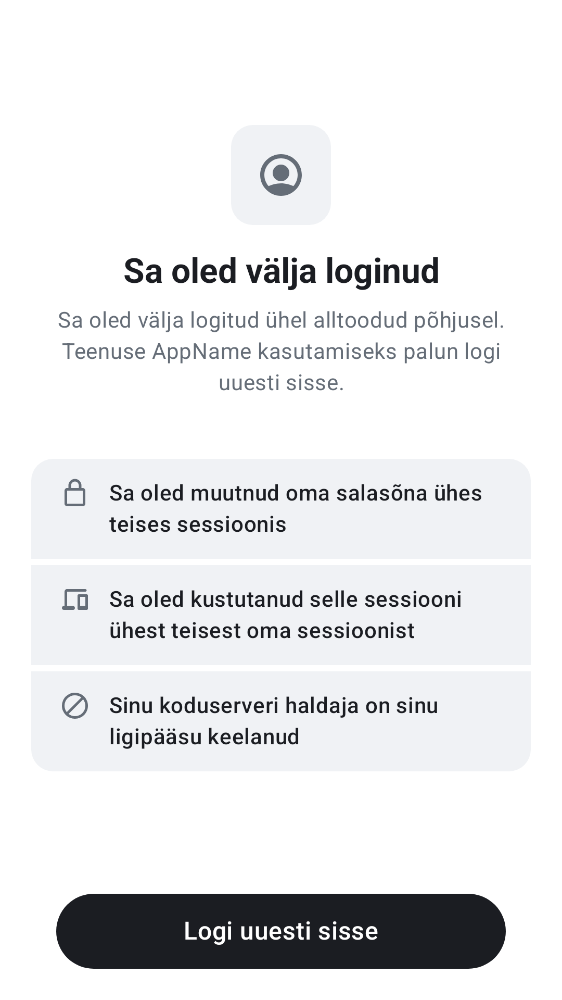 Sa oled välja loginud
Sa oled välja logitud ühel alltoodud põhjusel.
Teenuse AppName kasutamiseks palun logi
uuesti sisse.
Sa oled muutnud oma salasõna ühes
teises sessioonis
Sa oled kustutanud selle sessiooni
ühest teisest oma sessioonist
Sinu koduserveri haldaja on sinu
ligipääsu keelanud
Logi uuesti sisse